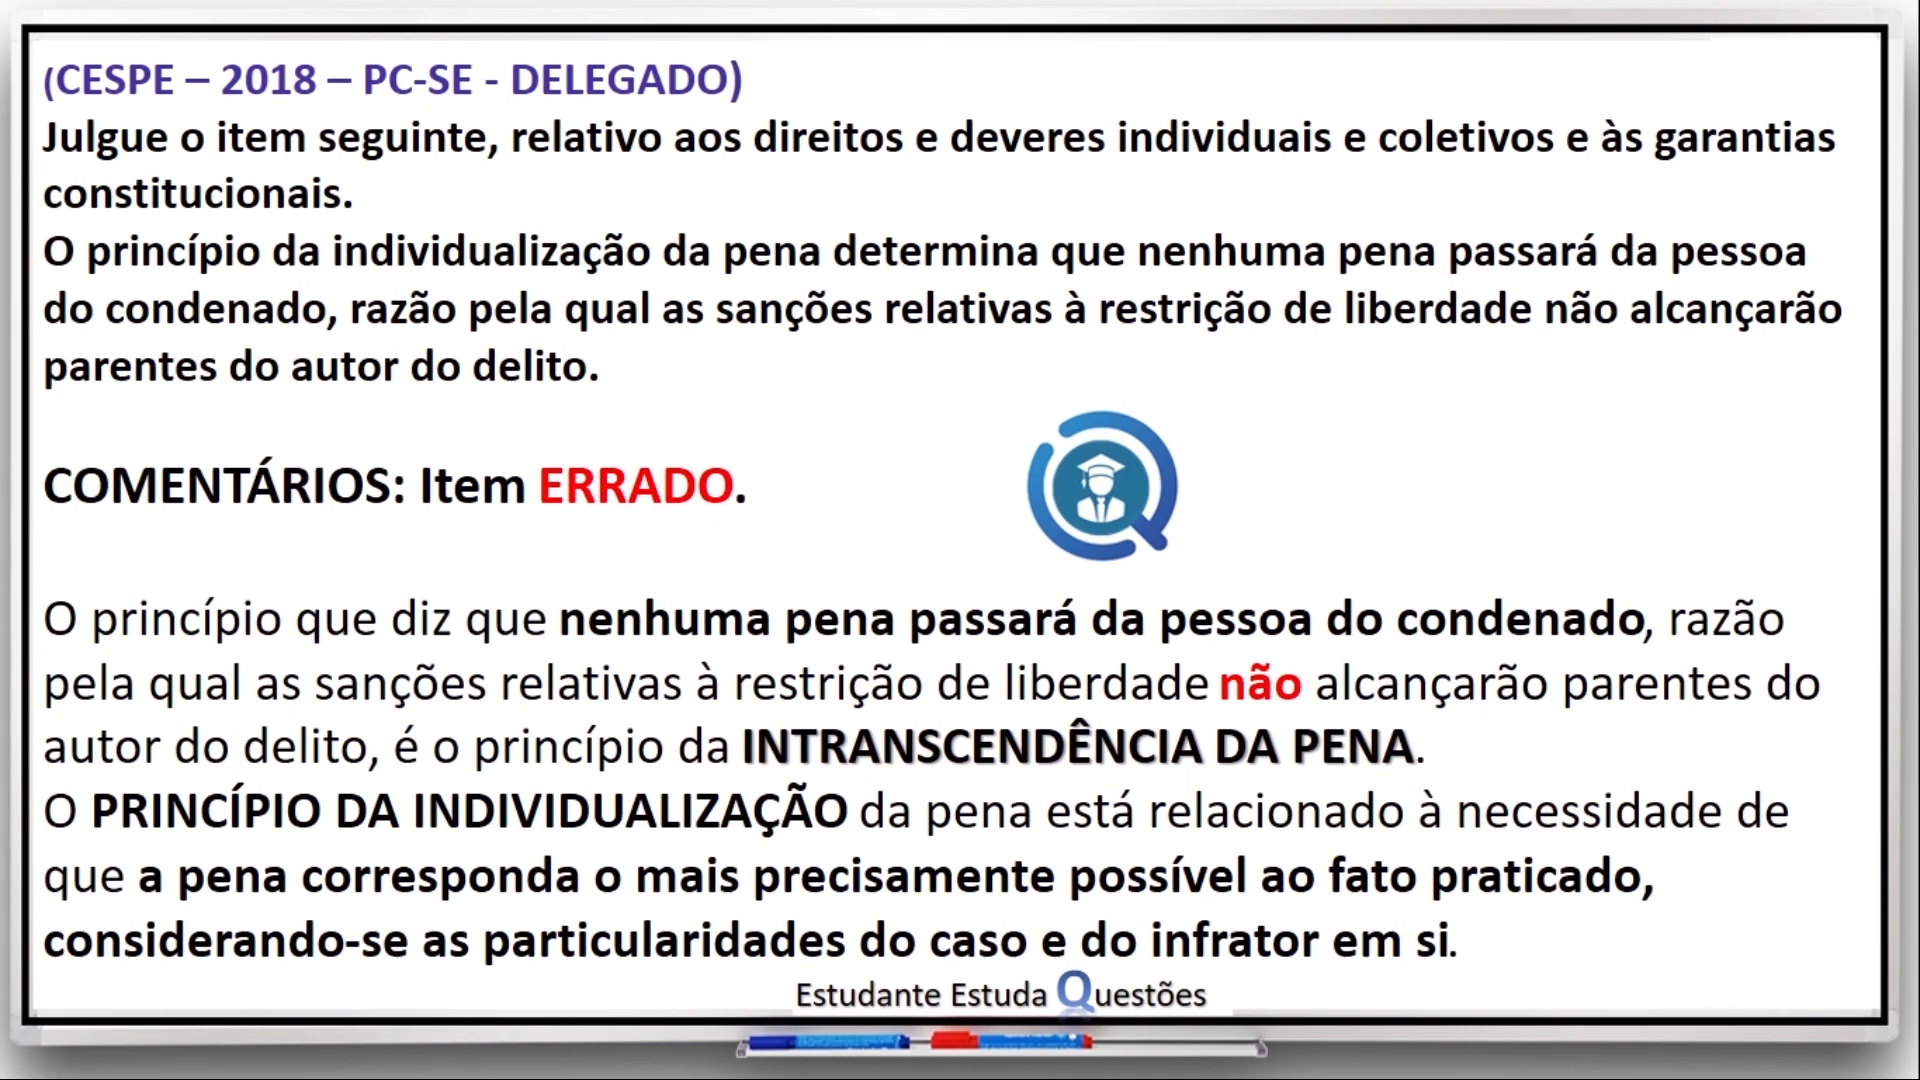 (CESPE – 2018 – PC-SE - DELEGADO)
Julgue o item seguinte, relativo aos direitos e deveres individuais e coletivos e às garantias
constitucionais.
O princípio da individualização da pena determina que nenhuma pena passará da pessoa
do condenado, razão pela qual as sanções relativas à restrição de liberdade não alcançarão
parentes do autor do delito.
COMENTÁRIOS: Item ERRADO.
O princípio que diz que nenhuma pena passará da pessoa do condenado, razão
pela qual as sanções relativas à restrição de liberdade não alcançarão parentes do
autor do delito, é o princípio da INTRANSCENDÊNCIA DA PENA.
O PRINCÍPIO DA INDIVIDUALIZAÇÃO da pena está relacionado à necessidade de
que a pena corresponda o mais precisamente possível ao fato praticado,
considerando-se as particularidades do caso e do infrator em si.
Estudante Estuda Questões